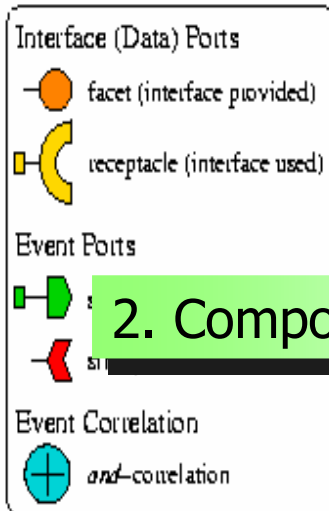 Interface (Data) Ports
facet (interface provided)
receptacle (interface used)
Event Ports
2. Compo
Event Correlation
and–correlation